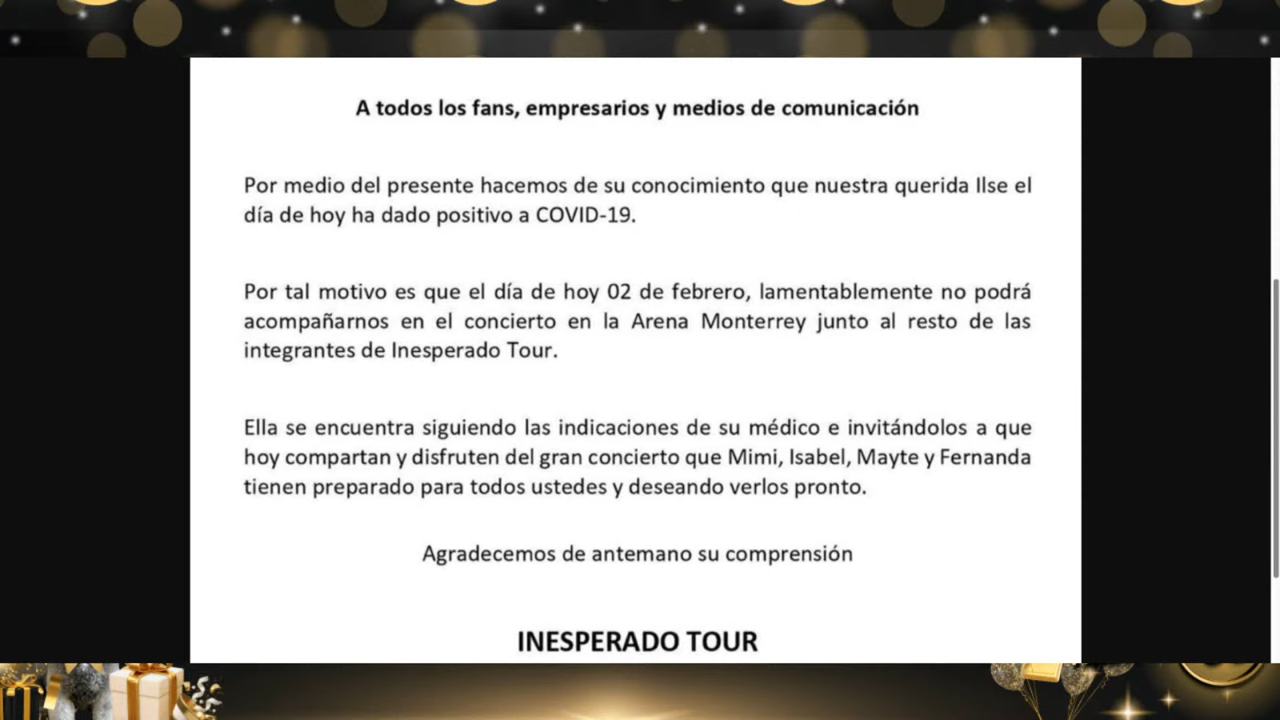 A todos los fans, empresarios y medios de comunicación
Por medio del presente hacemos de su conocimiento que nuestra querida Ilse el
día de hoy ha dado positivo a COVID-19.
Por tal motivo es que el día de hoy 02 de febrero, lamentablemente no podrá
acompañarnos en el concierto en la Arena Monterrey junto al resto de las
integrantes de Inesperado Tour.
Ella se encuentra siguiendo las indicaciones de su médico e invitándolos a que
hoy compartan y disfruten del gran concierto que Mimi, Isabel, Mayte y Fernanda
tienen preparado para todos ustedes y deseando verlos pronto.
Agradecemos de antemano su comprensión
INESPERADO TOUR